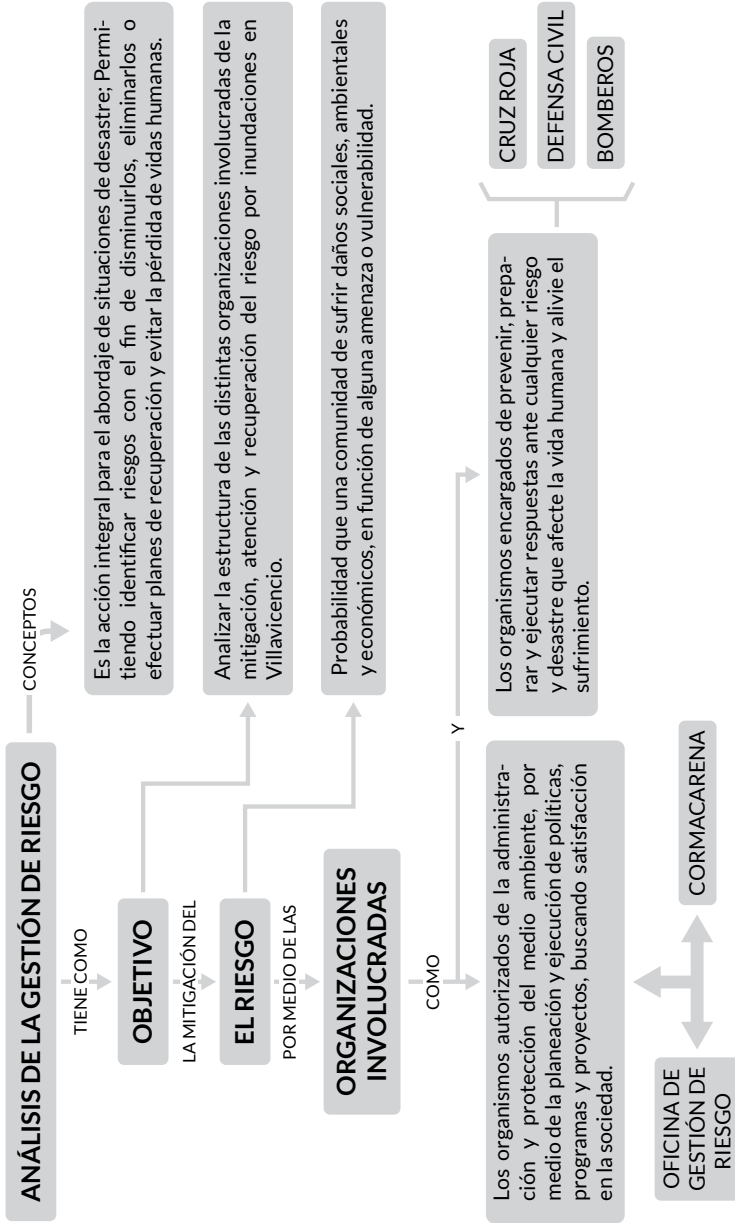 ANÁLISIS DE LA GESTIÓN DE RIESGO
CONCEPTOS
Es la acción integral para el abordaje de situaciones de desastre; Permi-
tiendo identificar riesgos con el fin de disminuirlos, eliminarlos o
efectuar planes de recuperación y evitar la pérdida de vidas humanas.
TIENE COMO
OBJETIVO
Analizar la estructura de las distintas organizaciones involucradas de la
mitigación, atención y recuperación del riesgo por inundaciones en
Villavicencio.
LA MITIGACIÓN DEL
EL RIESGO
Probabilidad que una comunidad de sufrir daños sociales, ambientales
y económicos, en función de alguna amenaza o vulnerabilidad.
POR MEDIO DE LAS
ORGANIZACIONES
INVOLUCRADAS
COMO
Y
Los organismos autorizados de la administra-
ción y protección del medio ambiente, por
medio de la planeación y ejecución de políticas,
programas y proyectos, buscando satisfacción
en la sociedad.
Los organismos encargados de prevenir, prepa-
rar y ejecutar respuestas ante cualquier riesgo
y desastre que afecte la vida humana y alivie el
sufrimiento.
CRUZ ROJA
DEFENSA CIVIL
BOMBEROS
OFICINA DE
GESTIÓN DE
RIESGO
CORMACARENA